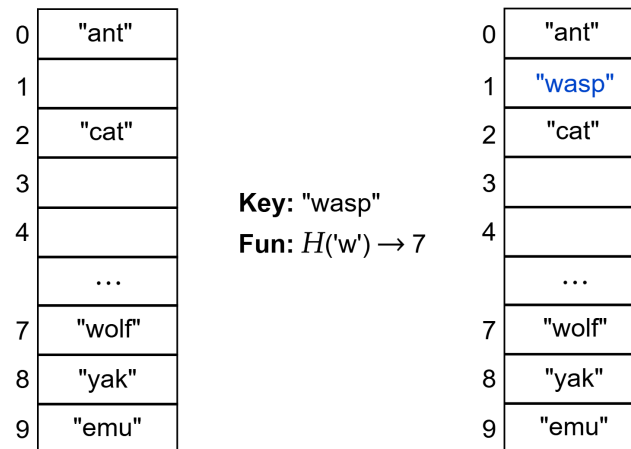 0 "ant"
1
2 "cat"
3
4
...
7 "wolf"
8 "yak"
9 "emu"
Key: "wasp"
Fun: H('w') → 7
0 "ant"
1 "wasp"
2 "cat"
3
4
...
7 "wolf"
8 "yak"
9 "emu"